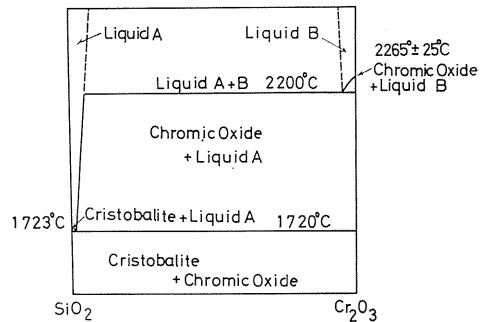 Liquid A
Liquid B
2265°± 25°C
Chromic Oxide
+ Liquid B
Liquid A+B 2200°C
Chromic Oxide
+ Liquid A
1723°C
Cristobalite + Liquid A 1720°C
Cristobalite
+ Chromic Oxide
SiO₂ Cr₂O₃